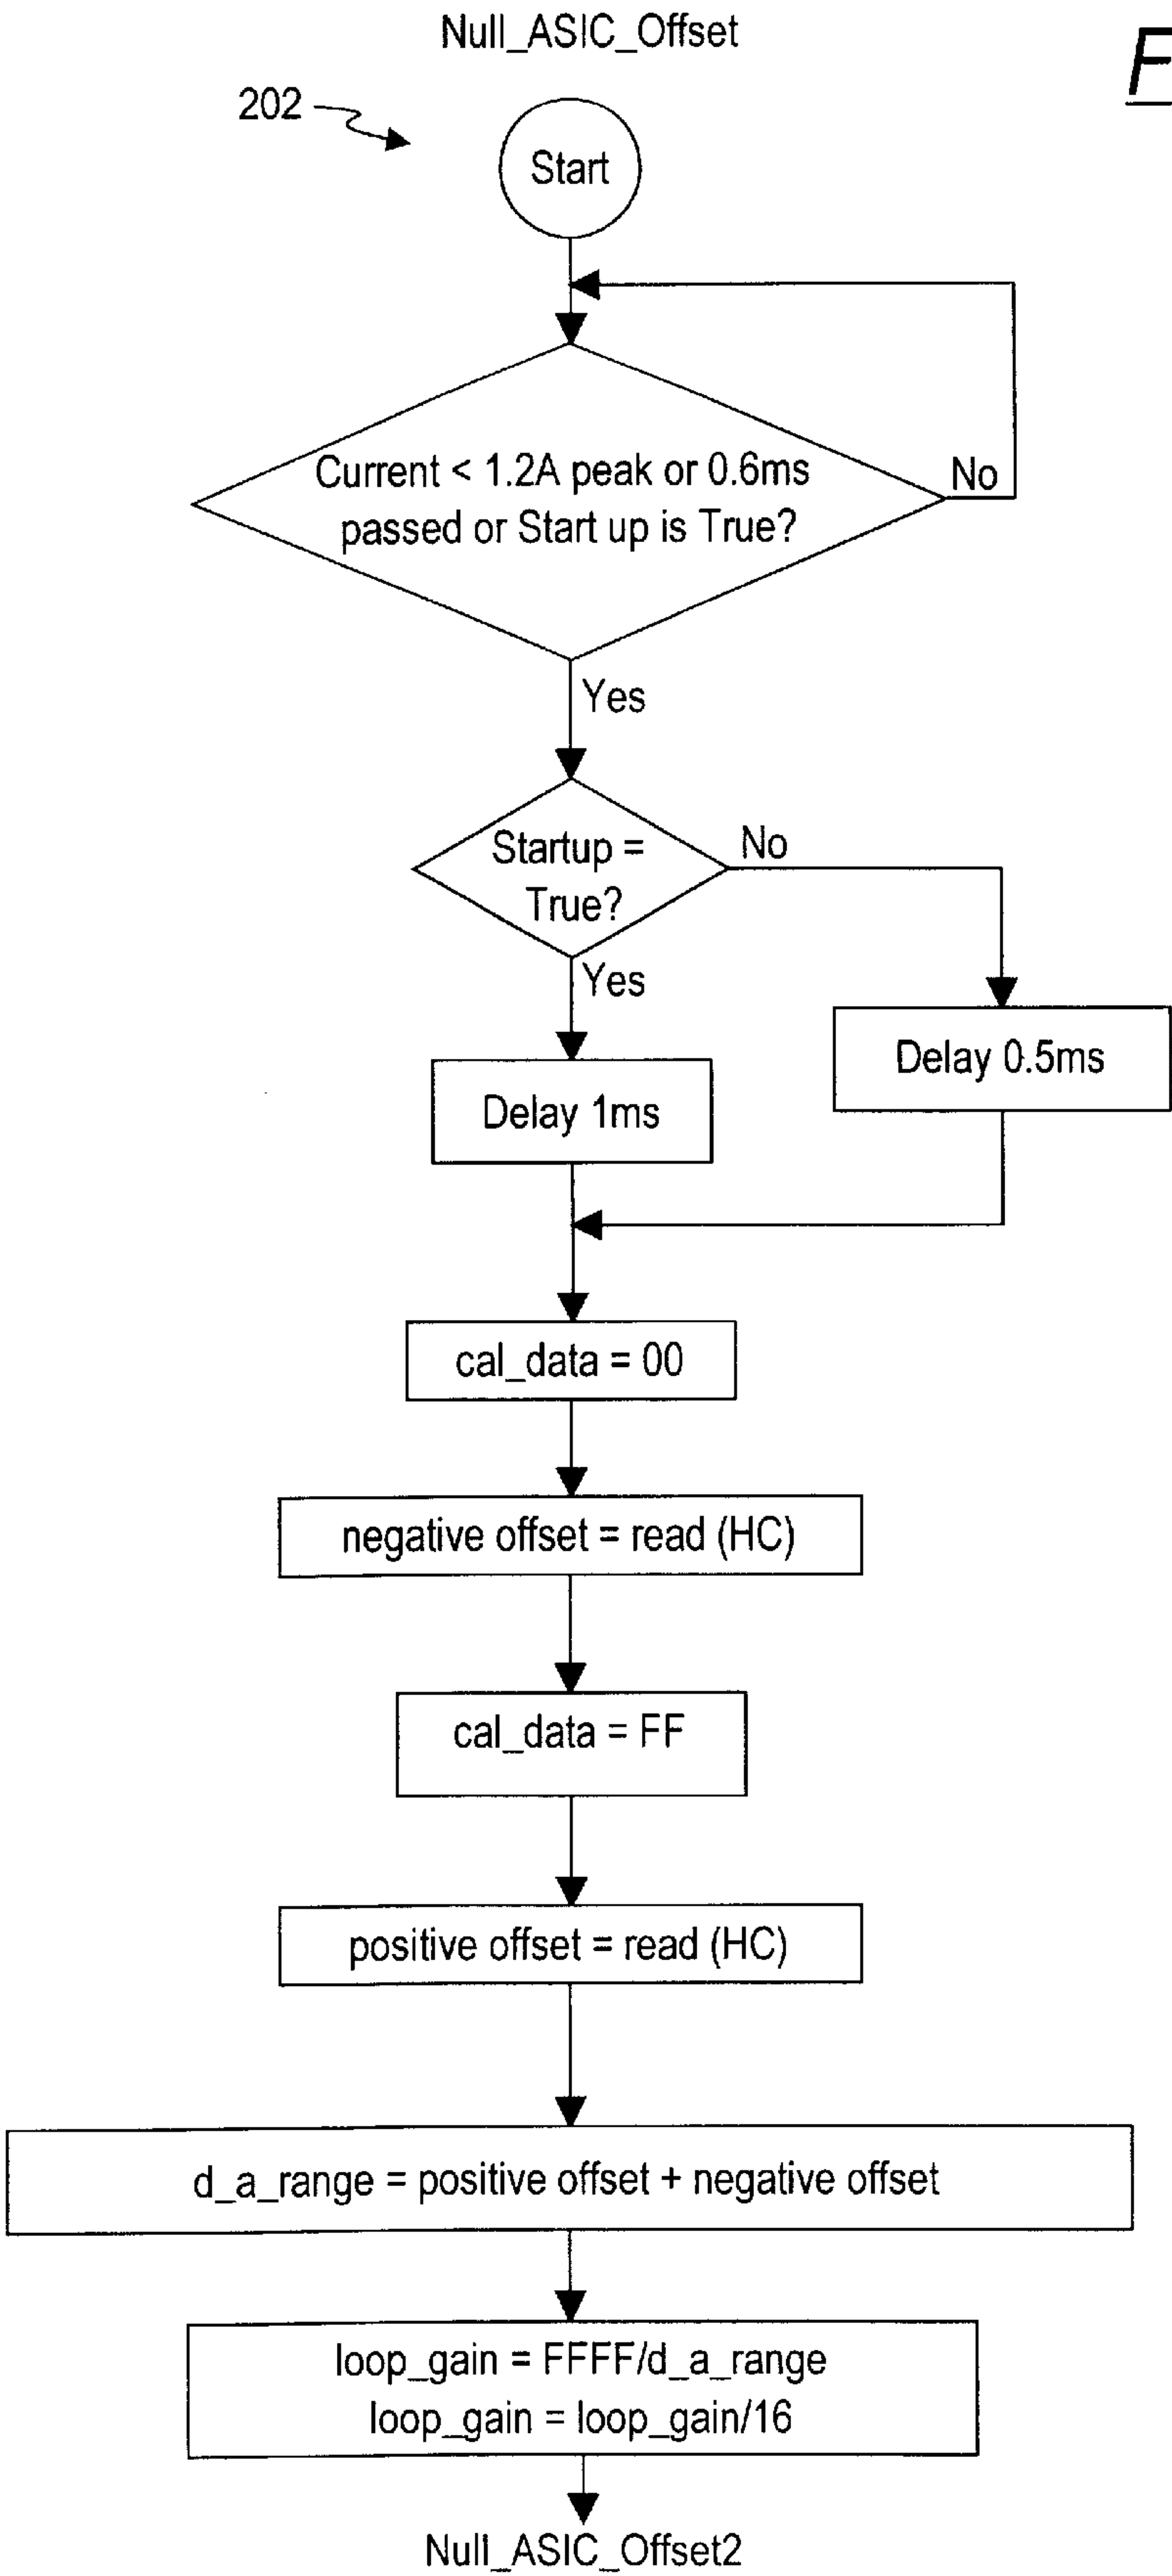 Null_ASIC_Offset
F
202
Start
Current < 1.2A peak or 0.6ms
passed or Start up is True?
No
Yes
Startup =
True?
No
Yes
Delay 0.5ms
Delay 1ms
cal_data = 00
negative offset = read (HC)
cal_data = FF
positive offset = read (HC)
d_a_range = positive offset + negative offset
loop_gain = FFFF/d_a_range
loop_gain = loop_gain/16
Null_ASIC_Offset2